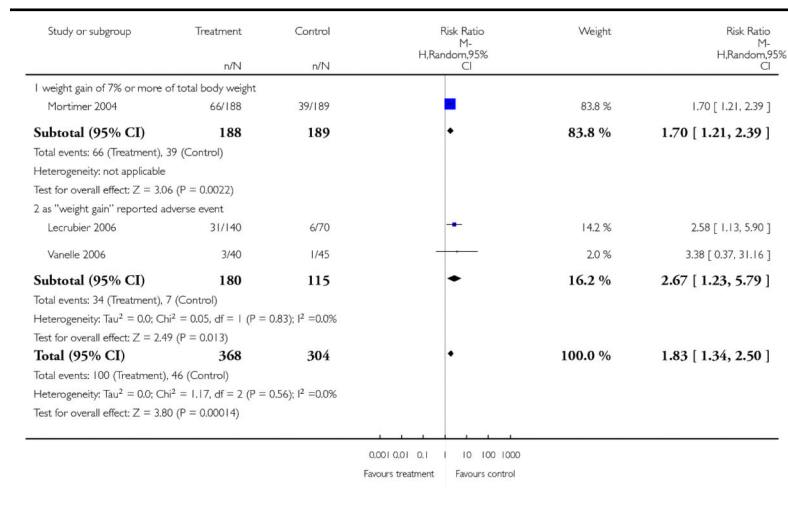 Study or subgroup Treatment Control Risk Ratio Weight Risk Ratio
M- M-
H,Random,95% H,Random,95%
n/N n/N CI CI
1 weight gain of 7% or more of total body weight
Mortimer 2004 66/188 39/189 83.8 % 1.70 [ 1.21, 2.39 ]
Subtotal (95% CI) 188 189 83.8 % 1.70 [ 1.21, 2.39 ]
Total events: 66 (Treatment), 39 (Control)
Heterogeneity: not applicable
Test for overall effect: Z = 3.06 (P = 0.0022)
2 as "weight gain" reported adverse event
Lecrubier 2006 31/140 6/70 14.2 % 2.58 [ 1.13, 5.90 ]
Vanelle 2006 3/40 1/45 2.0 % 3.38 [ 0.37, 31.16 ]
Subtotal (95% CI) 180 115 16.2 % 2.67 [ 1.23, 5.79 ]
Total events: 34 (Treatment), 7 (Control)
Heterogeneity: Tau² = 0.0; Chi² = 0.05, df = 1 (P = 0.83); I² =0.0%
Test for overall effect: Z = 2.49 (P = 0.013)
Total (95% CI) 368 304 100.0 % 1.83 [ 1.34, 2.50 ]
Total events: 100 (Treatment), 46 (Control)
Heterogeneity: Tau² = 0.0; Chi² = 1.17, df = 2 (P = 0.56); I² =0.0%
Test for overall effect: Z = 3.80 (P = 0.00014)
0.001 0.01 0.1 1 10 100 1000
Favours treatment Favours control